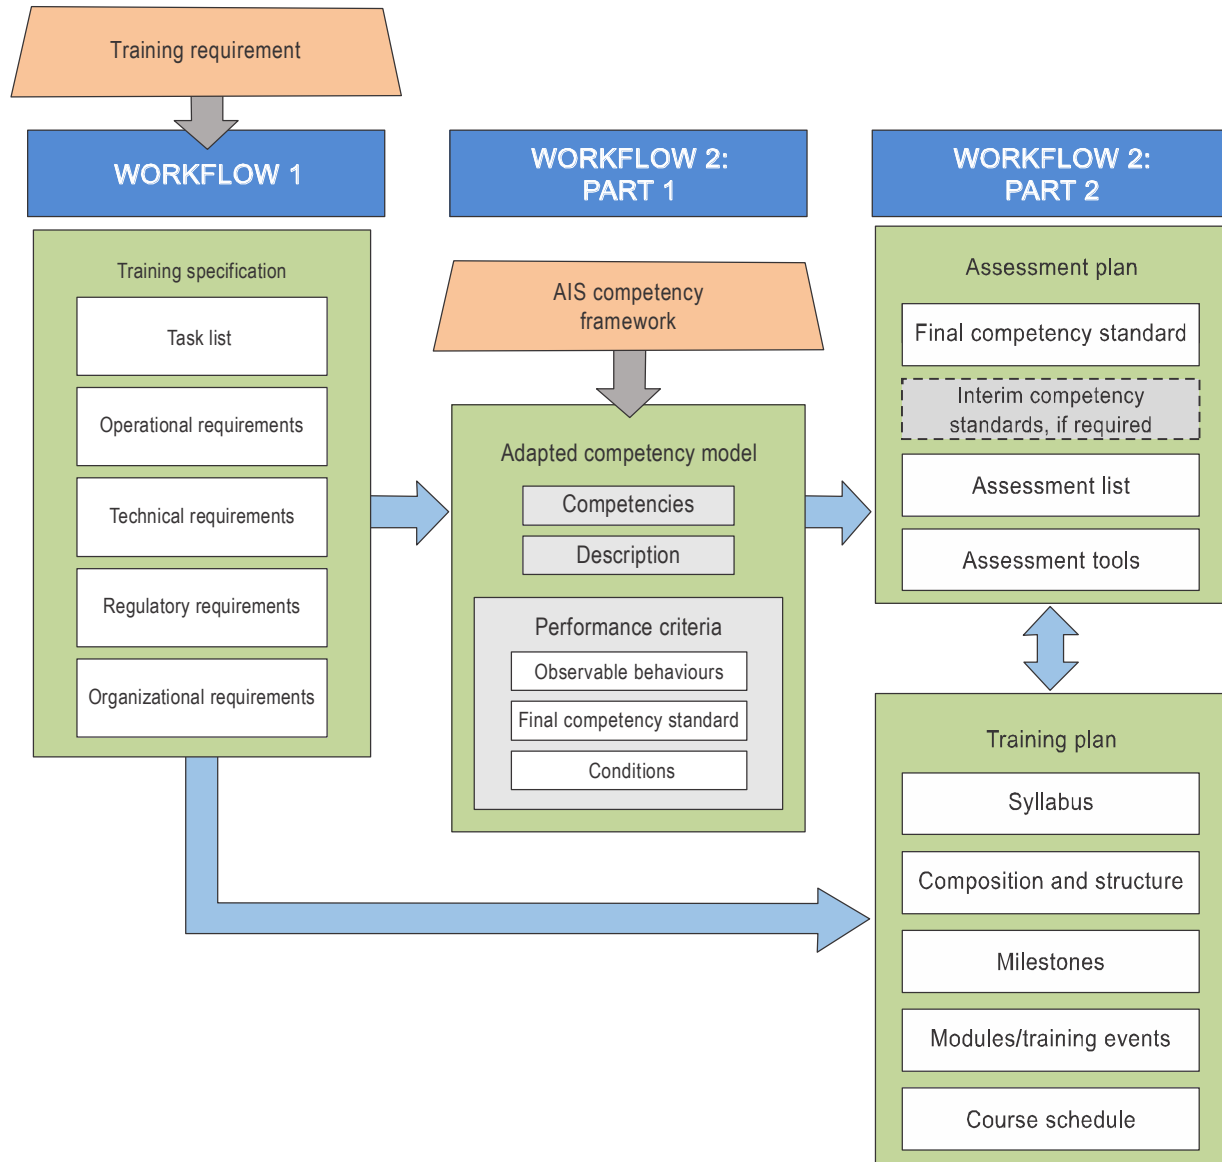 Training requirement
WORKFLOW 1
Training specification
Task list
Operational requirements
Technical requirements
Regulatory requirements
Organizational requirements
WORKFLOW 2:
PART 1
AIS competency
framework
Adapted competency model
Competencies
Description
Performance criteria
Observable behaviours
Final competency standard
Conditions
WORKFLOW 2:
PART 2
Assessment plan
Final competency standard
Interim competency
standards, if required
Assessment list
Assessment tools
Training plan
Syllabus
Composition and structure
Milestones
Modules/training events
Course schedule